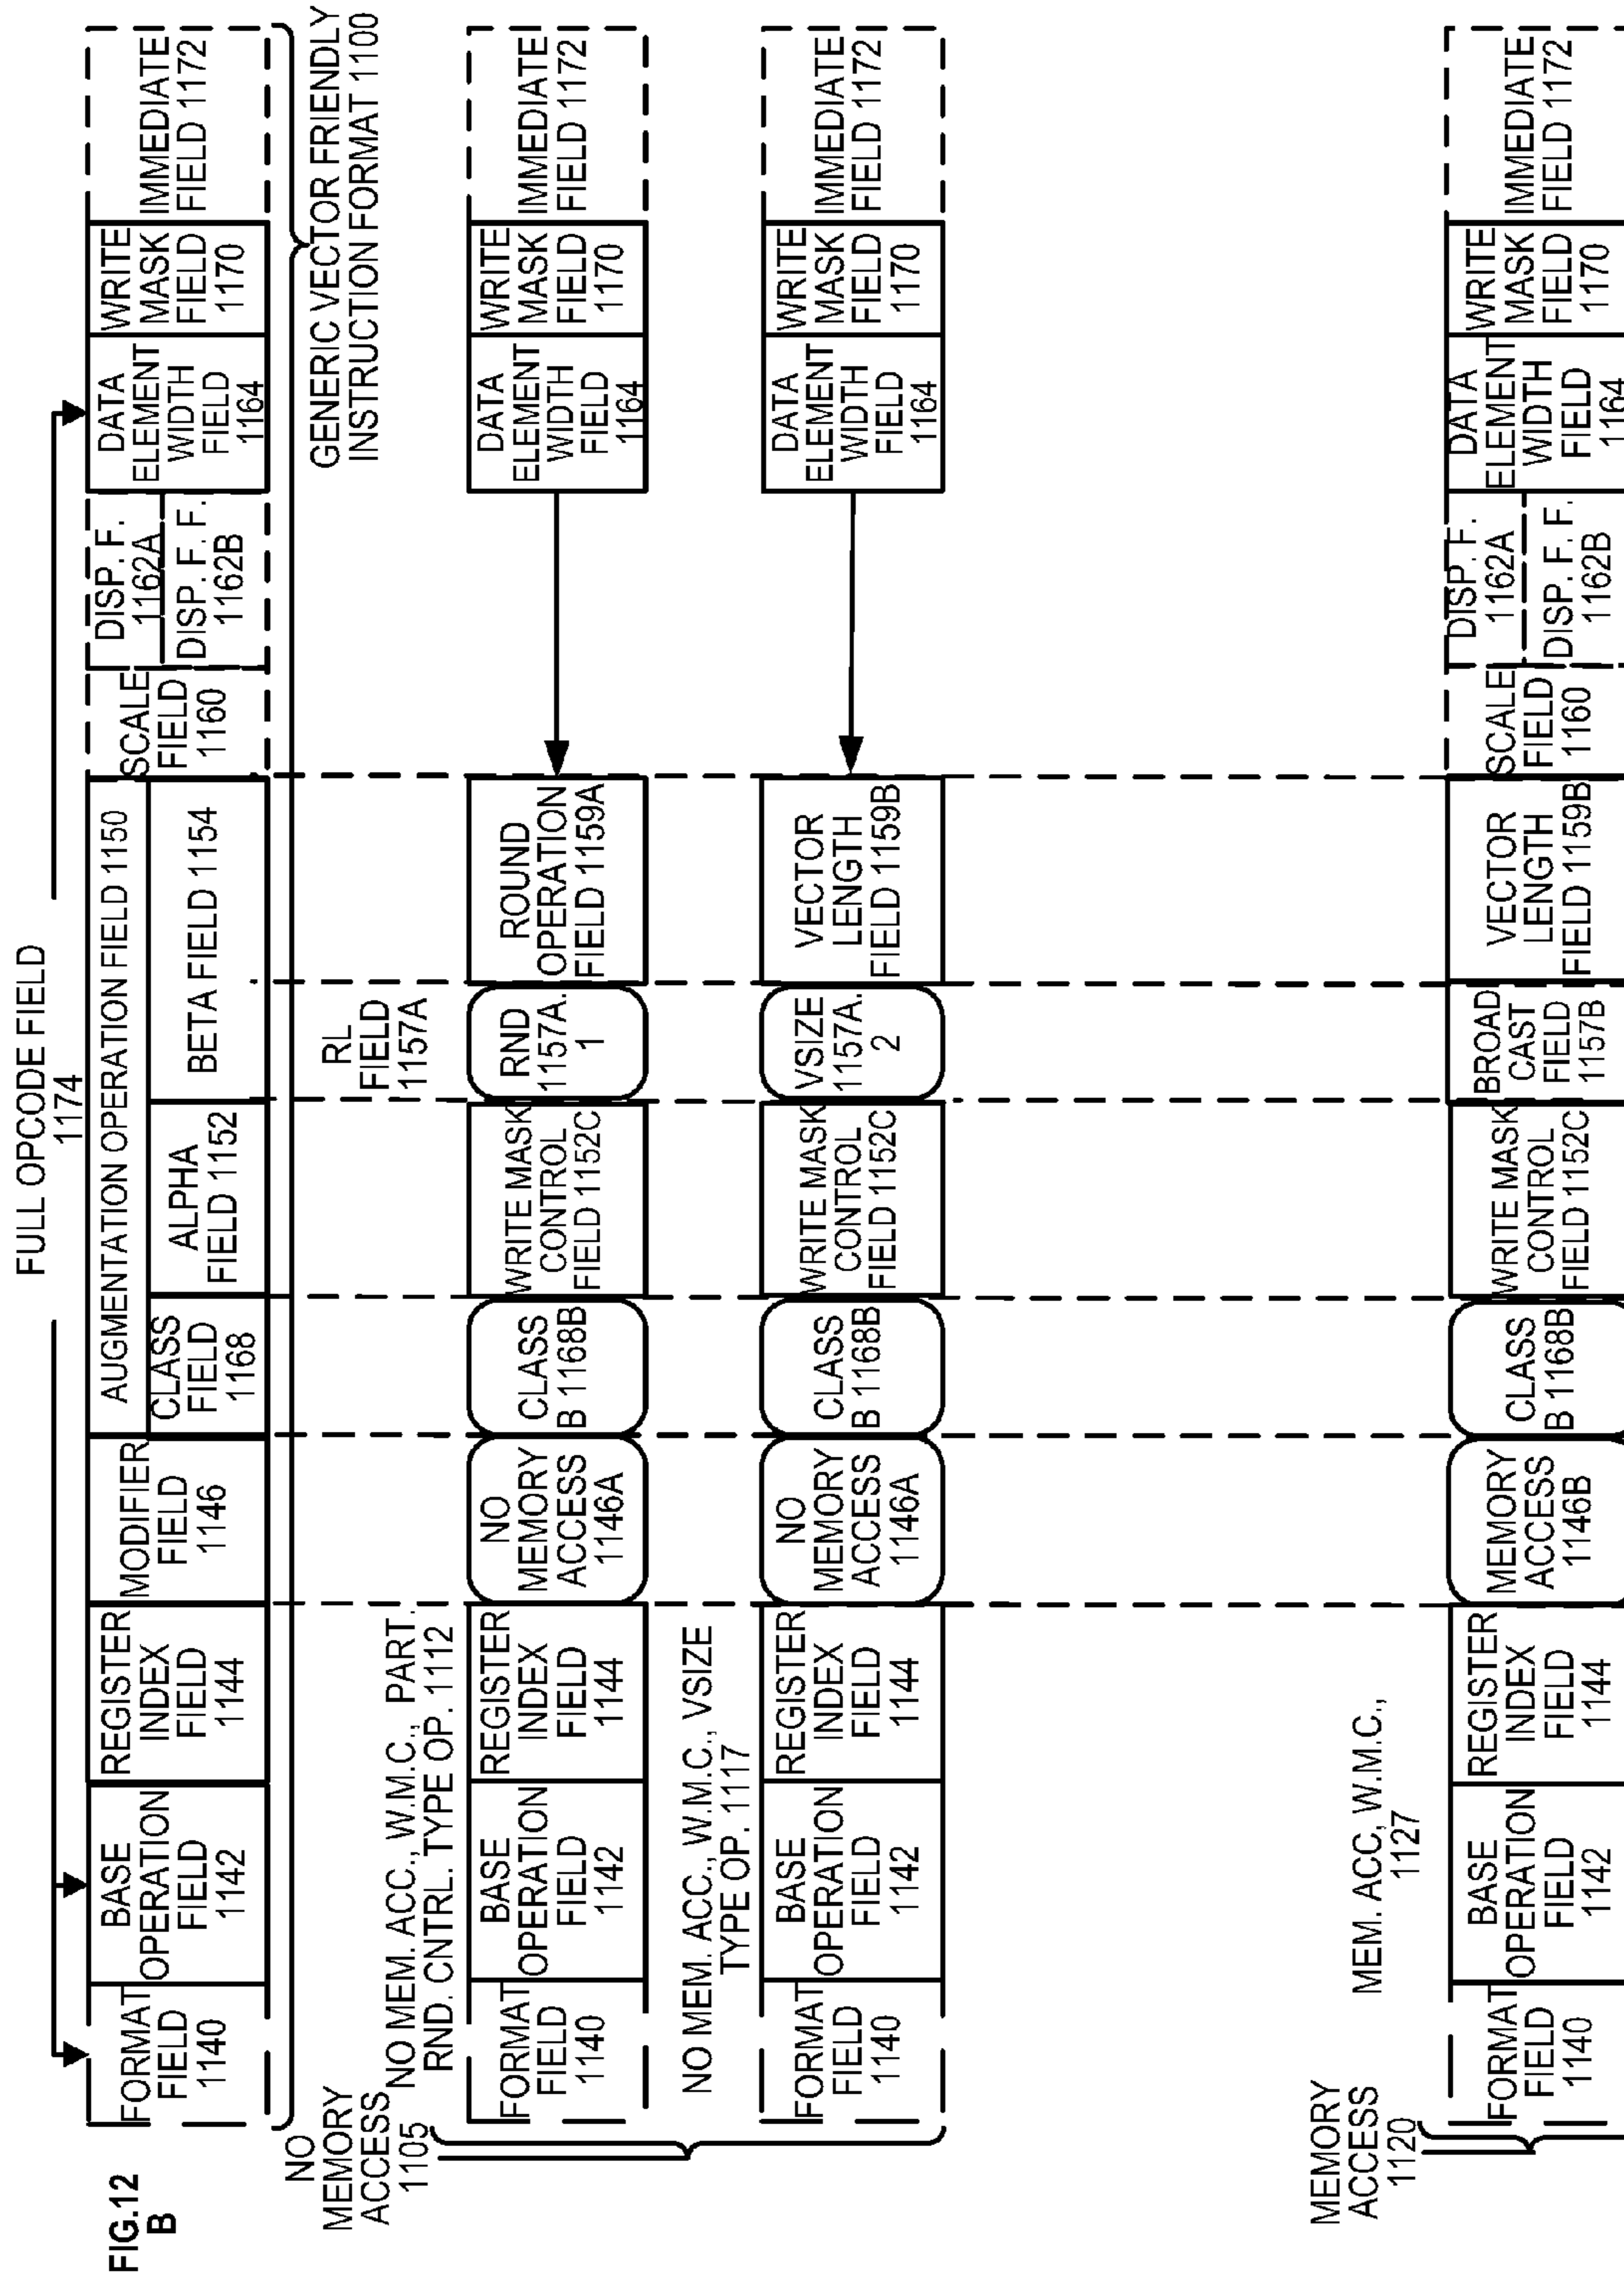 FIG.12
B
FULL OPCODE FIELD
1174
FORMAT
FIELD
1140
BASE
OPERATION
FIELD
1142
REGISTER
INDEX
FIELD
1144
MODIFIER
FIELD
1146
AUGMENTATION OPERATION FIELD 1150
CLASS
FIELD
1168
ALPHA
FIELD 1152
BETA FIELD 1154
SCALE
FIELD
1160
DISP. F.
1162A
DISP. F. F.
1162B
DATA
ELEMENT
WIDTH
FIELD
1164
WRITE
MASK
FIELD
1170
IMMEDIATE
FIELD 1172
GENERIC VECTOR FRIENDLY
INSTRUCTION FORMAT 1100
NO
MEMORY
ACCESS
1105
NO MEM. ACC., W.M.C., PART.
RND. CNTRL. TYPE OP. 1112
RL
FIELD
1157A
FORMAT
FIELD
1140
BASE
OPERATION
FIELD
1142
REGISTER
INDEX
FIELD
1144
NO
MEMORY
ACCESS
1146A
CLASS
B 1168B
WRITE MASK
CONTROL
FIELD 1152C
RND
1157A.
1
ROUND
OPERATION
FIELD 1159A
DATA
ELEMENT
WIDTH
FIELD
1164
WRITE
MASK
FIELD
1170
IMMEDIATE
FIELD 1172
NO MEM. ACC., W.M.C., VSIZE
TYPE OP. 1117
FORMAT
FIELD
1140
BASE
OPERATION
FIELD
1142
REGISTER
INDEX
FIELD
1144
NO
MEMORY
ACCESS
1146A
CLASS
B 1168B
WRITE MASK
CONTROL
FIELD 1152C
VSIZE
1157A.
2
VECTOR
LENGTH
FIELD 1159B
DATA
ELEMENT
WIDTH
FIELD
1164
WRITE
MASK
FIELD
1170
IMMEDIATE
FIELD 1172
MEMORY
ACCESS
1120
MEM. ACC, W.M.C.,
1127
FORMAT
FIELD
1140
BASE
OPERATION
FIELD
1142
REGISTER
INDEX
FIELD
1144
MEMORY
ACCESS
1146B
CLASS
B 1168B
WRITE MASK
CONTROL
FIELD 1152C
BROAD
CAST
FIELD
1157B
VECTOR
LENGTH
FIELD 1159B
SCALE
FIELD
1160
DISP. F.
1162A
DISP. F. F.
1162B
DATA
ELEMENT
WIDTH
FIELD
1164
WRITE
MASK
FIELD
1170
IMMEDIATE
FIELD 1172